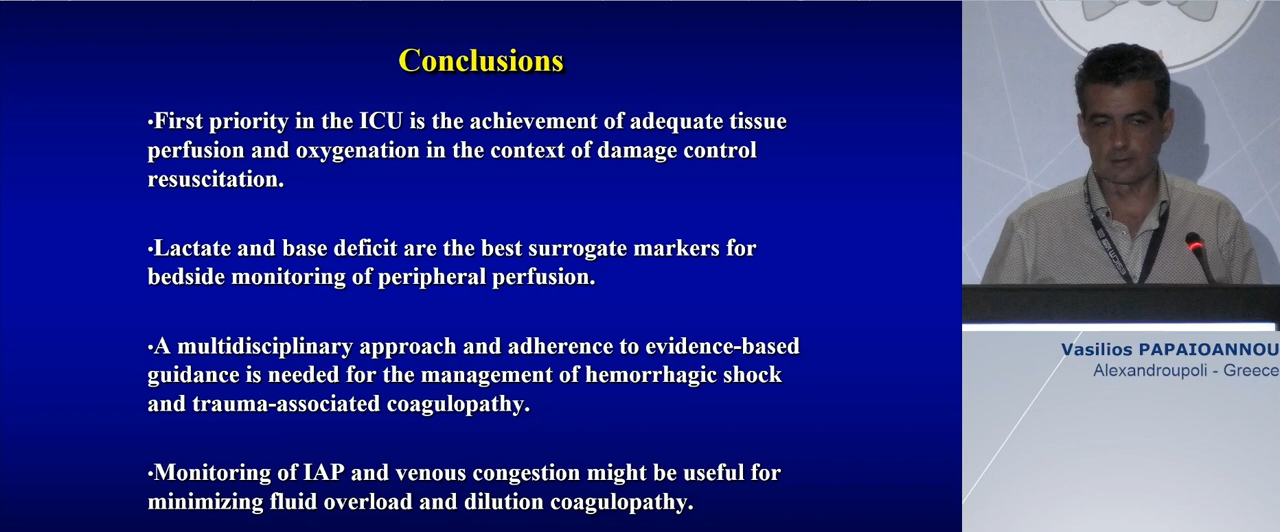 Conclusions
•First priority in the ICU is the achievement of adequate tissue
perfusion and oxygenation in the context of damage control
resuscitation.
•Lactate and base deficit are the best surrogate markers for
bedside monitoring of peripheral perfusion.
•A multidisciplinary approach and adherence to evidence-based
guidance is needed for the management of hemorrhagic shock
and trauma-associated coagulopathy.
•Monitoring of IAP and venous congestion might be useful for
minimizing fluid overload and dilution coagulopathy.
Vasilios PAPAIOANNOU
Alexandroupoli - Greece